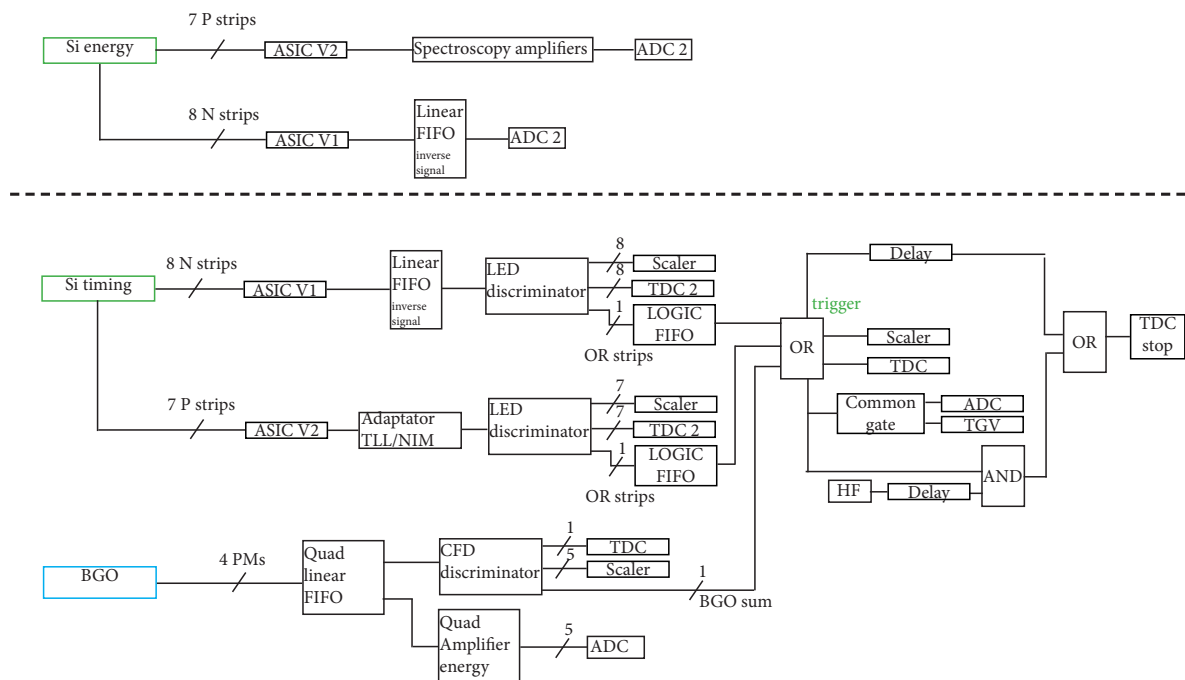 7 P strips
Si energy
ASIC V2
Spectroscopy amplifiers
ADC 2
8 N strips
ASIC V1
Linear
FIFO
inverse
signal
ADC 2
8 N strips
Si timing
ASIC V1
Linear
FIFO
inverse
signal
LED
discriminator
8
Scaler
8
TDC 2
1
LOGIC
FIFO
OR strips
7 P strips
ASIC V2
Adaptator
TLL/NIM
LED
discriminator
7
Scaler
7
TDC 2
1
LOGIC
FIFO
OR strips
Delay
trigger
OR
Scaler
TDC
Common
gate
ADC
TGV
HF
Delay
AND
OR
TDC
stop
BGO
4 PMs
Quad
linear
FIFO
CFD
discriminator
1
TDC
5
Scaler
1
BGO sum
Quad
Amplifier
energy
5
ADC